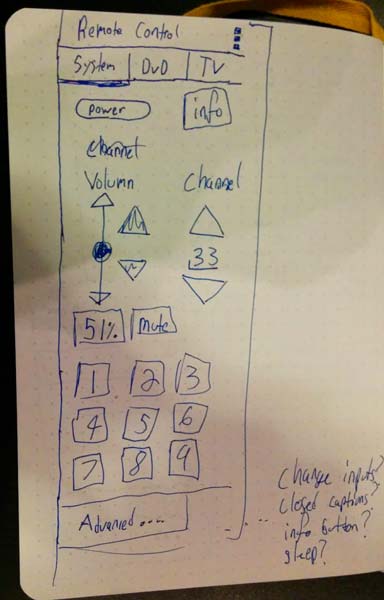 Remote Control
System DVD TV
power info
Channel
Volumn Channel
33
51% Mute
1 2 3
4 5 6
7 8 9
Advanced....
change inputs?
closed captions?
info button?
sleep?